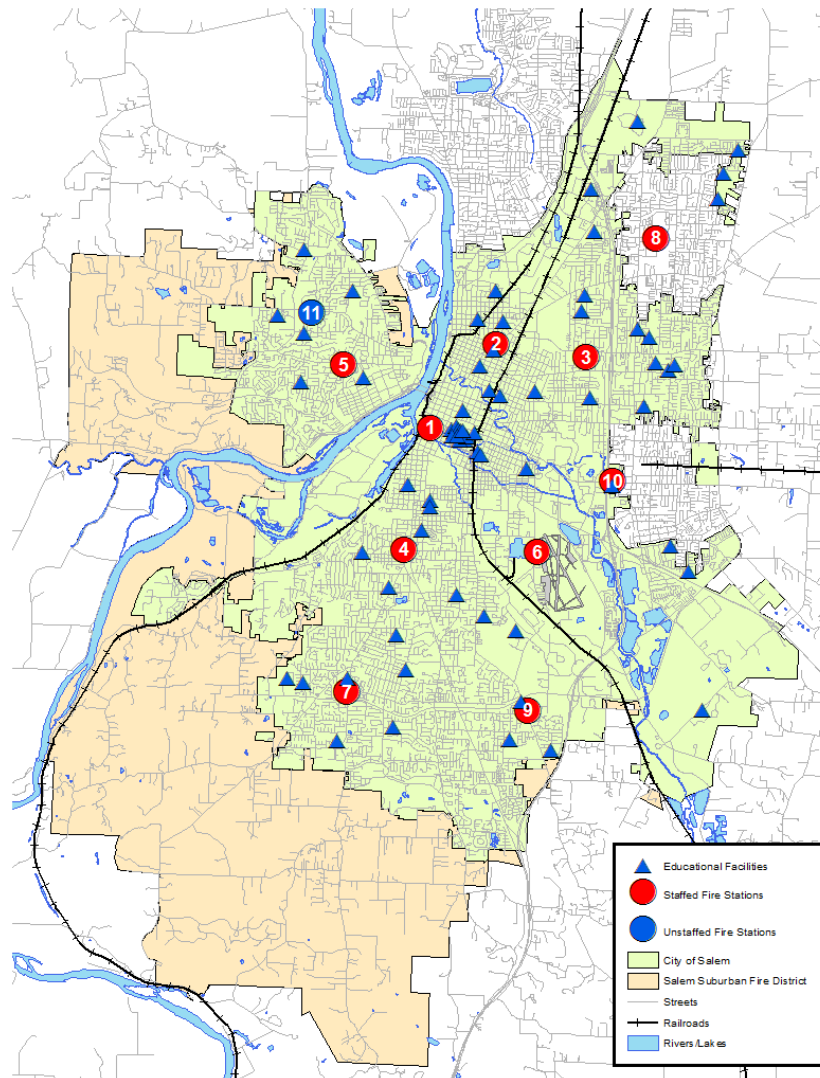 8
11
2
3
5
1
10
4
6
7
9
Educational Facilities
Staffed Fire Stations
Unstaffed Fire Stations
City of Salem
Salem Suburban Fire District
Streets
Railroads
Rivers/Lakes